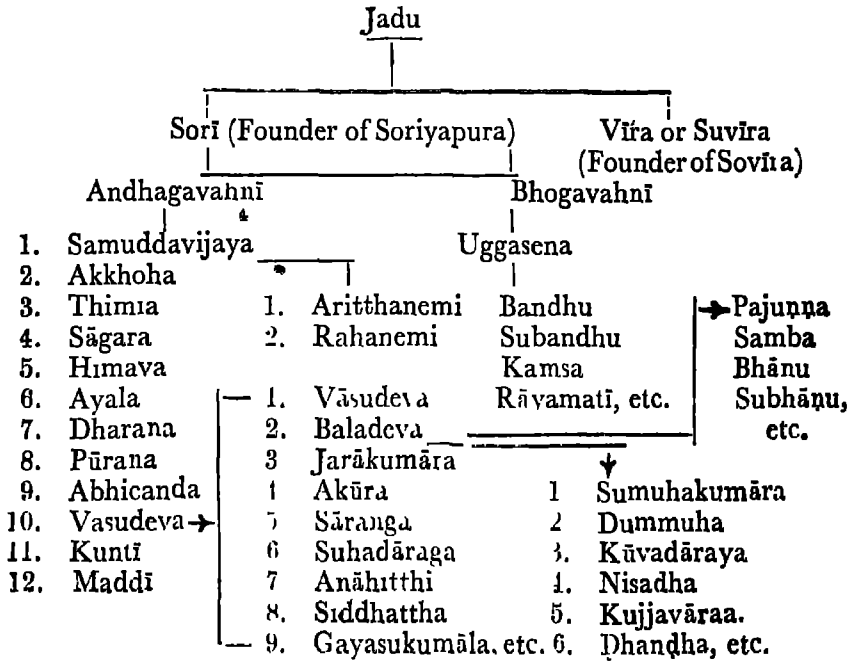 Jadu
Sorī (Founder of Soriyapura) Vīra or Suvīra
(Founder of Sovīra)
Andhagavahnī Bhogavahnī
1. Samuddavijaya Uggasena
2. Akkhoha
3. Thimia 1. Aritthanemi Bandhu Pajuṇṇa
4. Sāgara 2. Rahanemi Subandhu Samba
5. Himava Kamsa Bhānu
6. Ayala 1. Vāsudeva Rāyamatī, etc. Subhāṇu,
7. Dharana 2. Baladeva etc.
8. Pūrana 3 Jarākumāra
9. Abhicanda 4 Akūra 1 Sumuhakumāra
10. Vasudeva 5 Sāranga 2 Dummuha
11. Kuntī 6 Suhadāraga 3. Kūvadāraya
12. Maddī 7 Anāhitthi 4. Nisadha
8. Siddhattha 5. Kujjavāraa.
9. Gayasukumāla, etc. 6. Ḍhaṇḍha, etc.